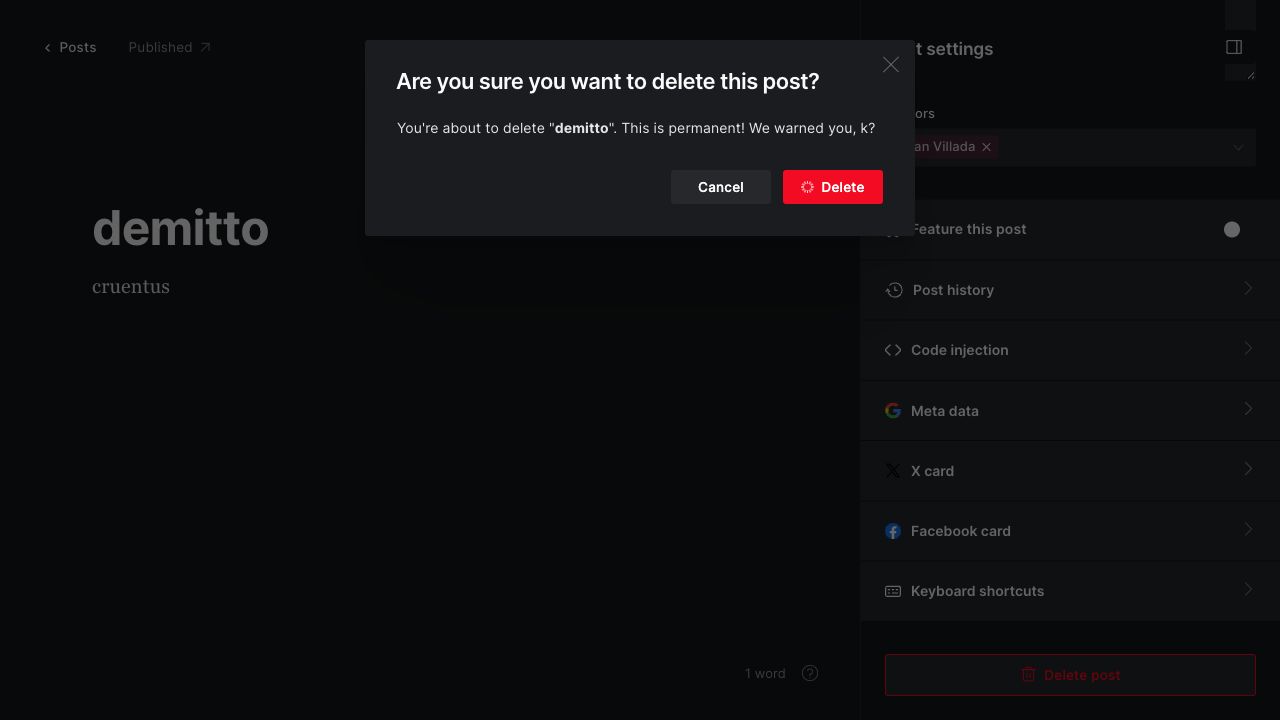 Posts
Published
Are you sure you want to delete this post?
You're about to delete "demitto". This is permanent! We warned you, k?
Cancel
Delete
demitto
cruentus
1 word
t settings
ors
an Villada
Feature this post
Post history
Code injection
Meta data
X card
Facebook card
Keyboard shortcuts
Delete post